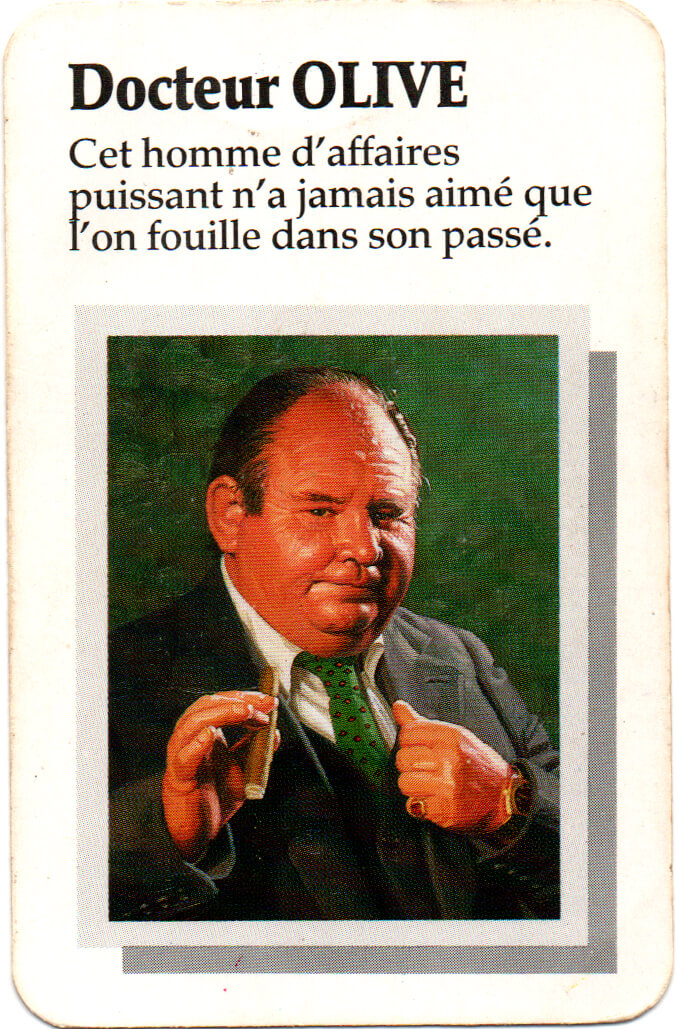 Docteur OLIVE
Cet homme d'affaires
puissant n'a jamais aimé que
l'on fouille dans son passé.